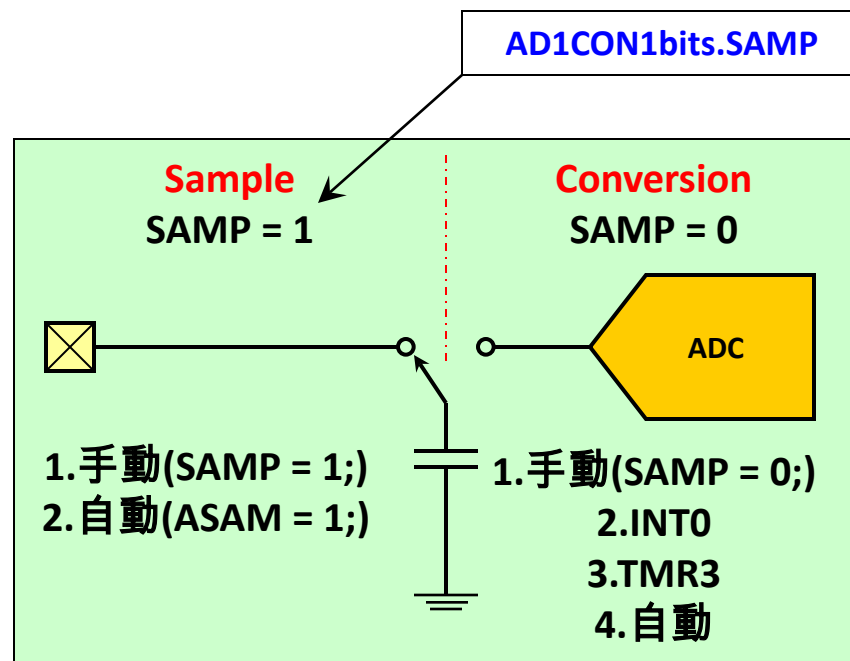 AD1CON1bits.SAMP
Sample
SAMP = 1
Conversion
SAMP = 0
ADC
1.手動(SAMP = 1;)
2.自動(ASAM = 1;)
1.手動(SAMP = 0;)
2.INT0
3.TMR3
4.自動